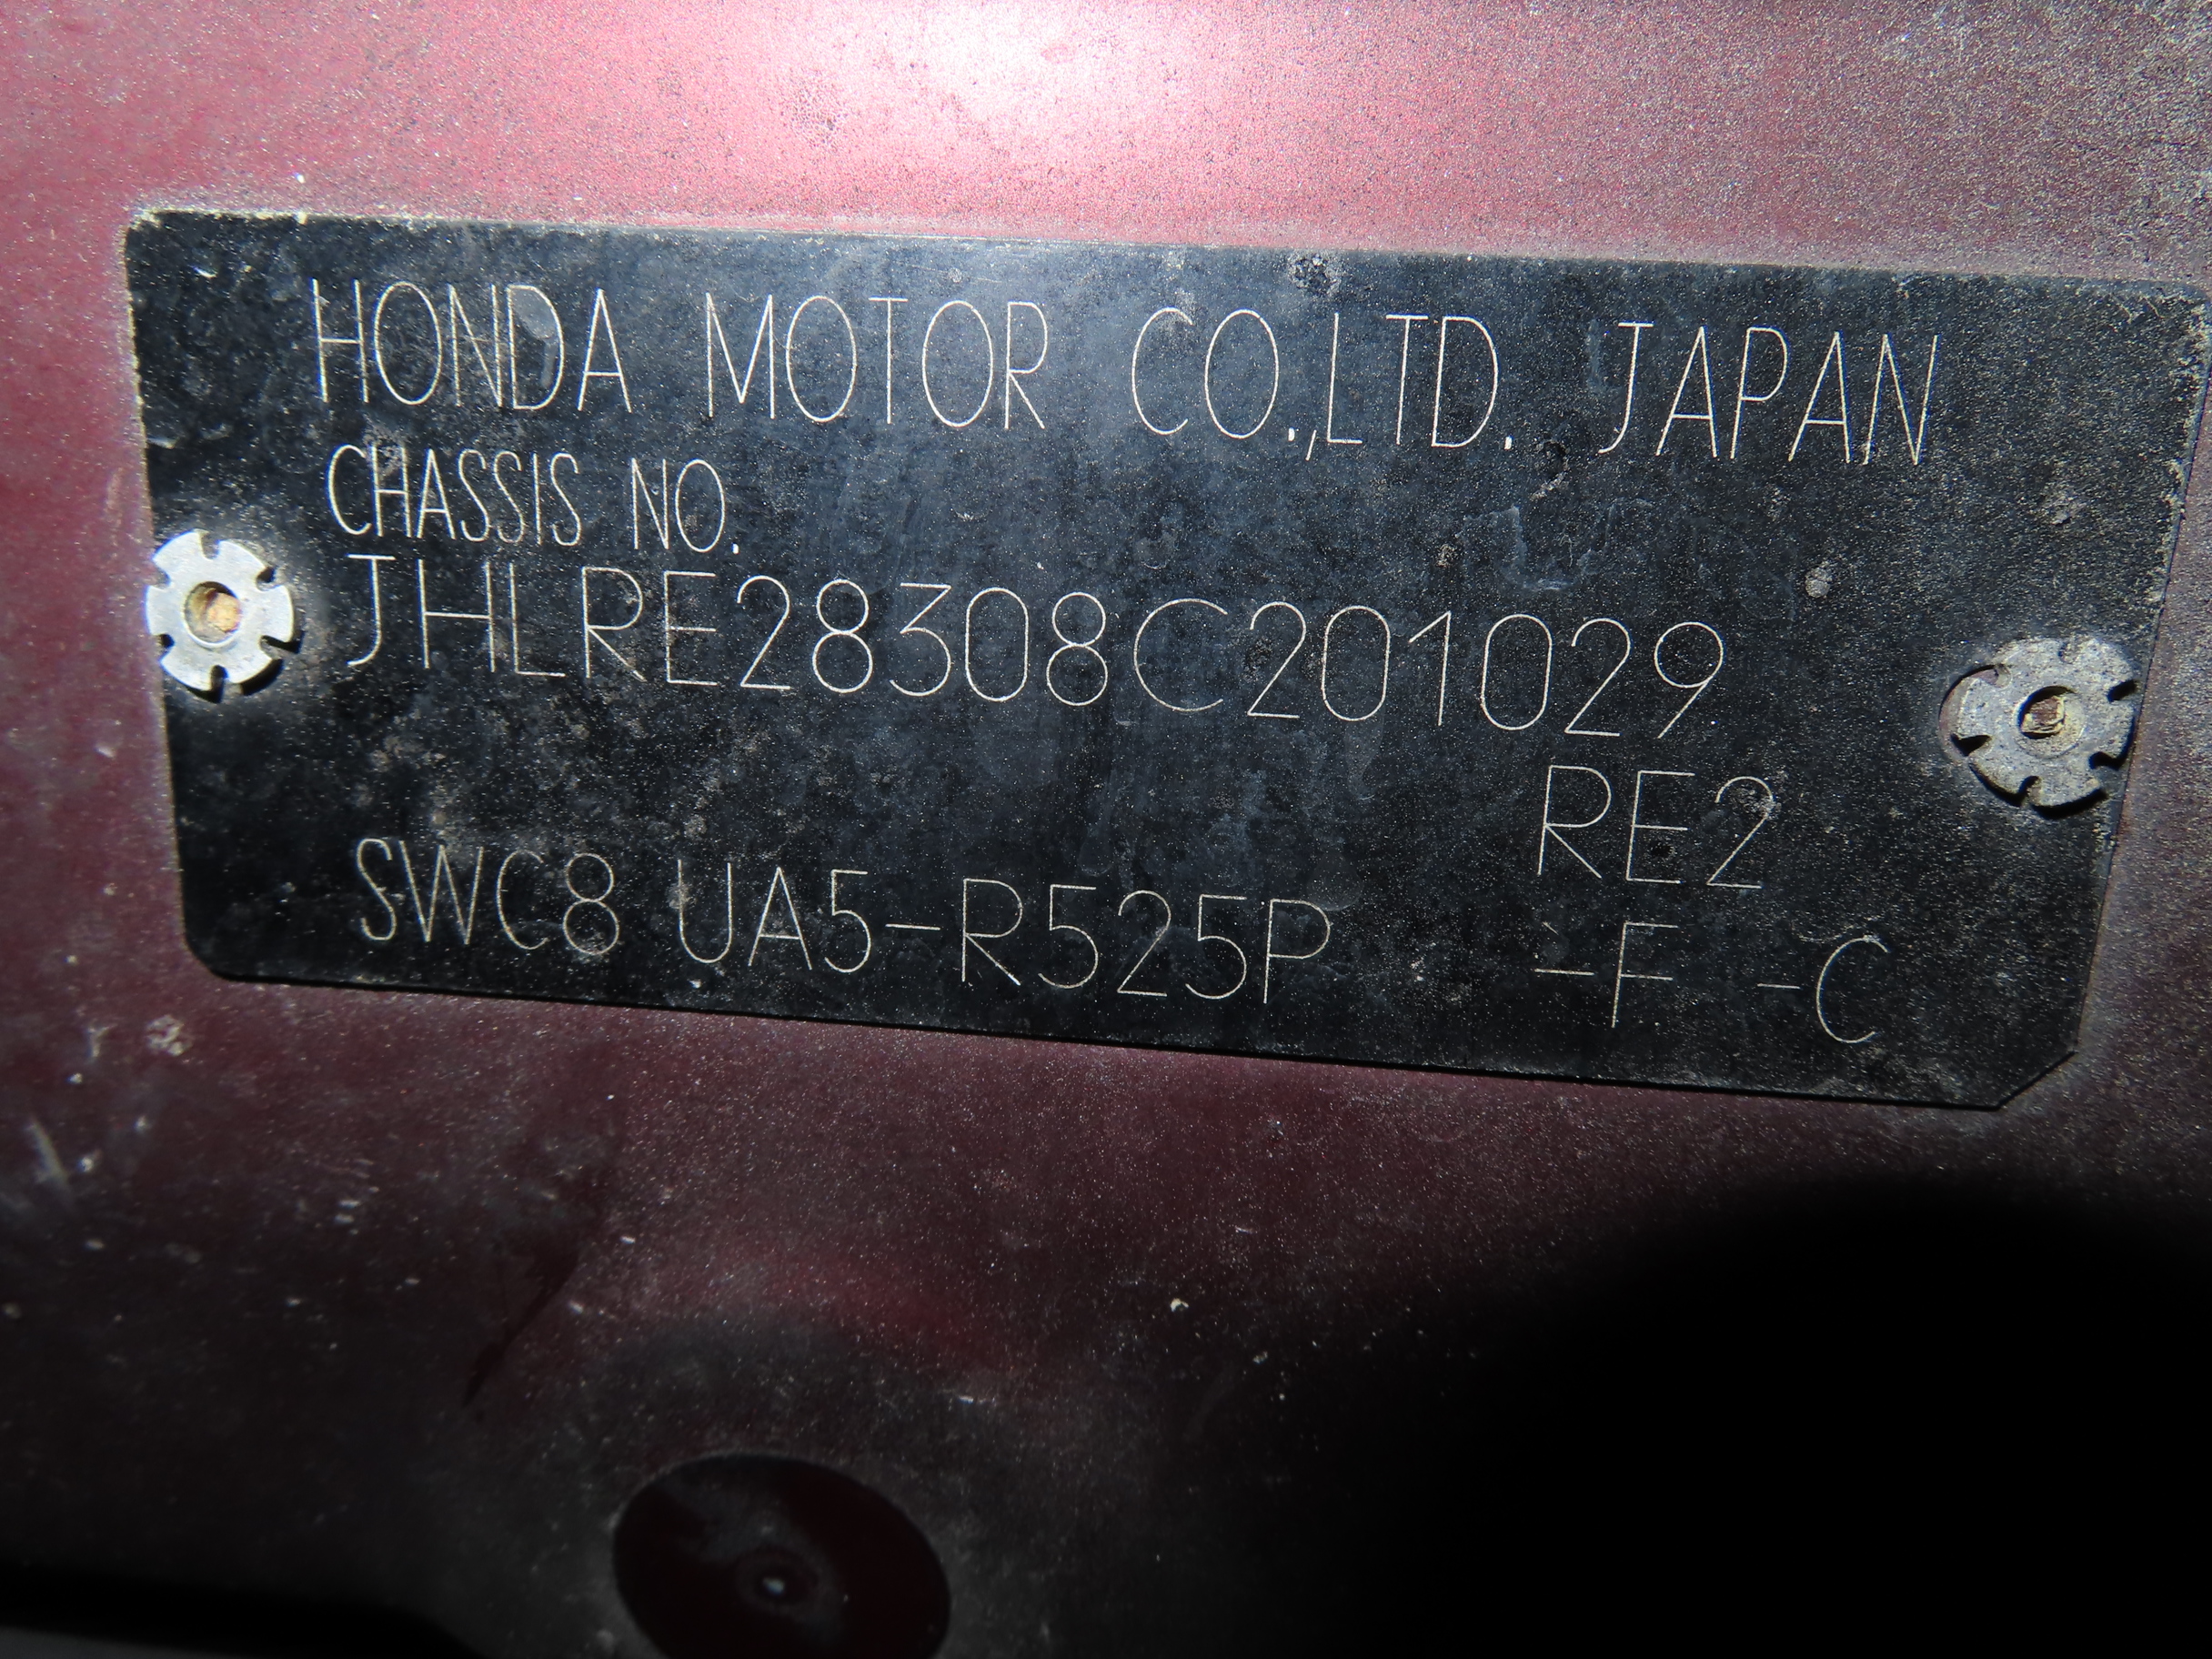 HONDA MOTOR CO.,LTD. JAPAN
CHASSIS NO.
JHLRE28308C201029
RE2
SWC8 UA5-R525P -F -C